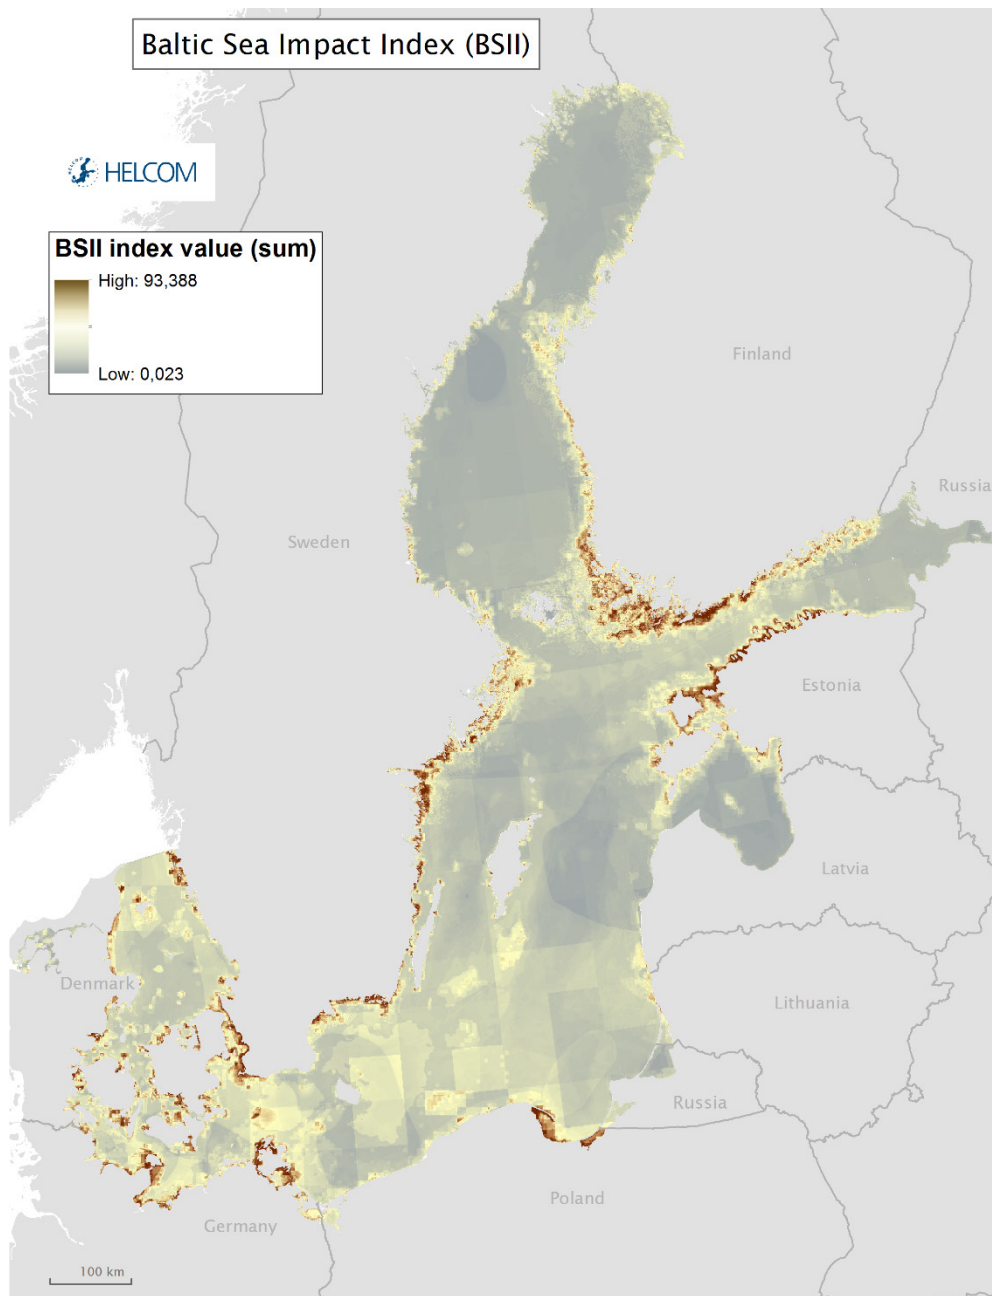 Baltic Sea Impact Index (BSII)
HELCOM
BSII index value (sum)
High: 93,388
Low: 0,023
Finland
Russia
Sweden
Estonia
Latvia
Denmark
Lithuania
Russia
Poland
Germany
100 km